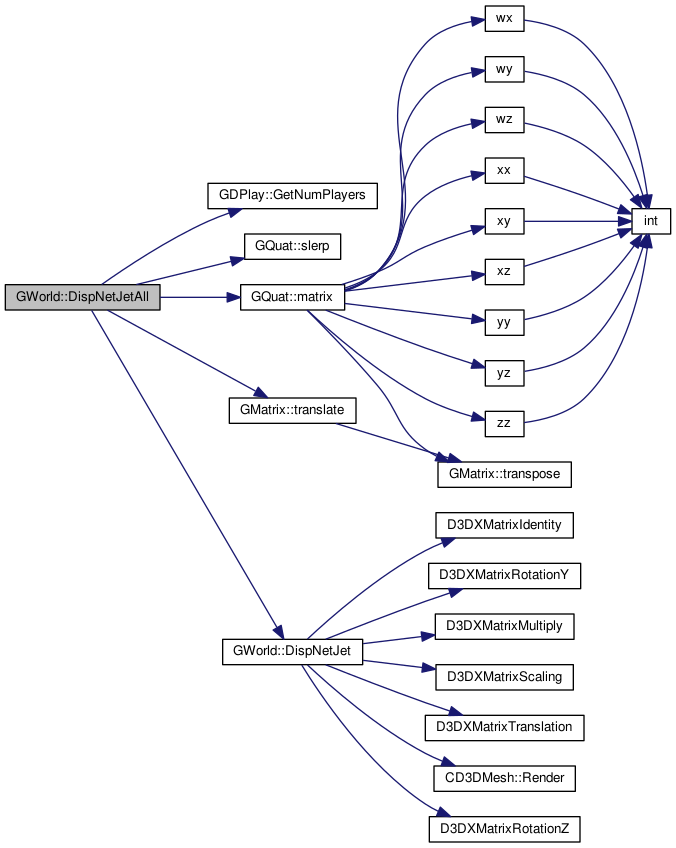 wx
wy
wz
GDPlay::GetNumPlayers
xx
int
xy
GQuat::slerp
xz
GWorld::DispNetJetAll
GQuat::matrix
yy
yz
GMatrix::translate
zz
GMatrix::transpose
D3DXMatrixIdentity
D3DXMatrixRotationY
D3DXMatrixMultiply
GWorld::DispNetJet
D3DXMatrixScaling
D3DXMatrixTranslation
CD3DMesh::Render
D3DXMatrixRotationZ